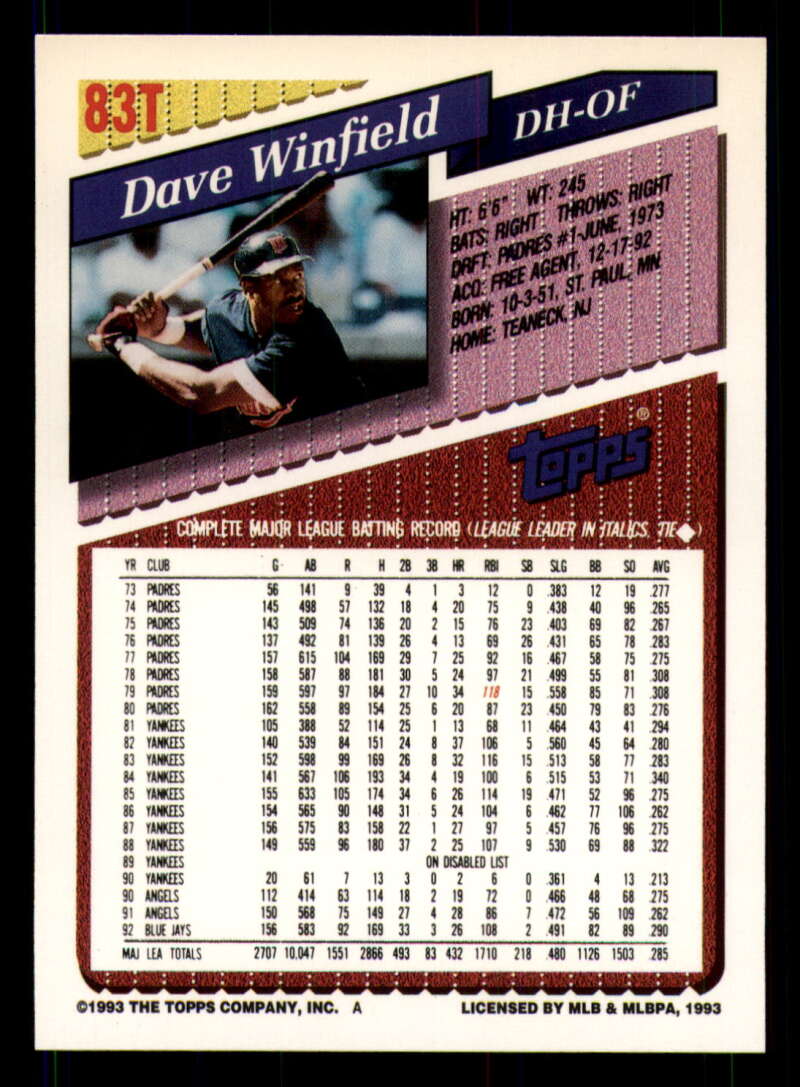 83T
Dave Winfield
DH-OF
HT: 6'6" WT: 245
BATS: RIGHT THROWS: RIGHT
DRFT: PADRES #1-JUNE, 1973
ACQ: FREE AGENT, 12-17-92
BORN: 10-3-51, ST. PAUL, MN
HOME: TEANECK, NJ
topps®
COMPLETE MAJOR LEAGUE BATTING RECORD (LEAGUE LEADER IN ITALICS, TIE◆)
YR CLUB G AB R H 2B 3B HR RBI SB SLG BB SO AVG
73 PADRES 56 141 9 39 4 1 3 12 0 .383 12 19 .277
74 PADRES 145 498 57 132 18 4 20 75 9 .438 40 96 .265
75 PADRES 143 509 74 136 20 2 15 76 23 .403 69 82 .267
76 PADRES 137 492 81 139 26 4 13 69 26 .431 65 78 .283
77 PADRES 157 615 104 169 29 7 25 92 16 .467 58 75 .275
78 PADRES 158 587 88 181 30 5 24 97 21 .499 55 81 .308
79 PADRES 159 597 97 184 27 10 34 118 15 .558 85 71 .308
80 PADRES 162 558 89 154 25 6 20 87 23 .450 79 83 .276
81 YANKEES 105 388 52 114 25 1 13 68 11 .464 43 41 .294
82 YANKEES 140 539 84 151 24 8 37 106 5 .560 45 64 .280
83 YANKEES 152 598 99 169 26 8 32 116 15 .513 58 77 .283
84 YANKEES 141 567 106 193 34 4 19 100 6 .515 53 71 .340
85 YANKEES 155 633 105 174 34 6 26 114 19 .471 52 96 .275
86 YANKEES 154 565 90 148 31 5 24 104 6 .462 77 106 .262
87 YANKEES 156 575 83 158 22 1 27 97 5 .457 76 96 .275
88 YANKEES 149 559 96 180 37 2 25 107 9 .530 69 88 .322
89 YANKEES ON DISABLED LIST
90 YANKEES 20 61 7 13 3 0 2 6 0 .361 4 13 .213
90 ANGELS 112 414 63 114 18 2 19 72 0 .466 48 68 .275
91 ANGELS 150 568 75 149 27 4 28 86 7 .472 56 109 .262
92 BLUE JAYS 156 583 92 169 33 3 26 108 2 .491 82 89 .290
MAJ LEA TOTALS 2707 10,047 1551 2866 493 83 432 1710 218 .480 1126 1503 .285
©1993 THE TOPPS COMPANY, INC. A
LICENSED BY MLB & MLBPA, 1993